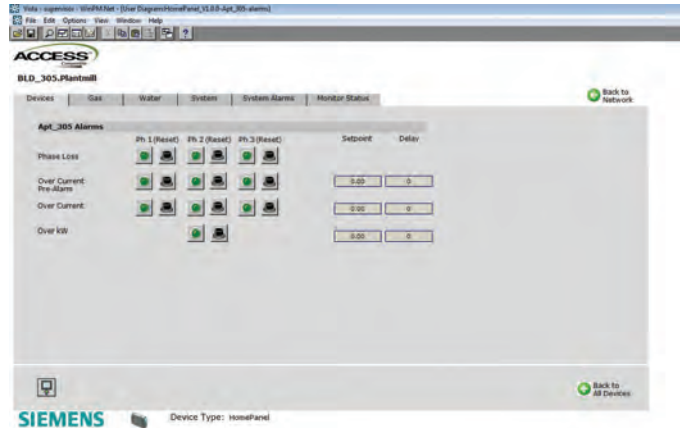 Vista - supervisor - WinPM.Net - [User Diagram:HomePanel_V1.0.0-Apt_305-alarms]
File Edit Options View Window Help
ACCESS
BLD_305.Plantmill
Devices Gas Water System System Alarms Monitor Status
Back to Network
Apt_305 Alarms
Ph 1 (Reset) Ph 2 (Reset) Ph 3 (Reset) Setpoint Delay
Phase Loss
Over Current
Pre-Alarm
0.00 0
Over Current
0.00 0
Over kW
0.00 0
Back to
All Devices
SIEMENS
Device Type: HomePanel